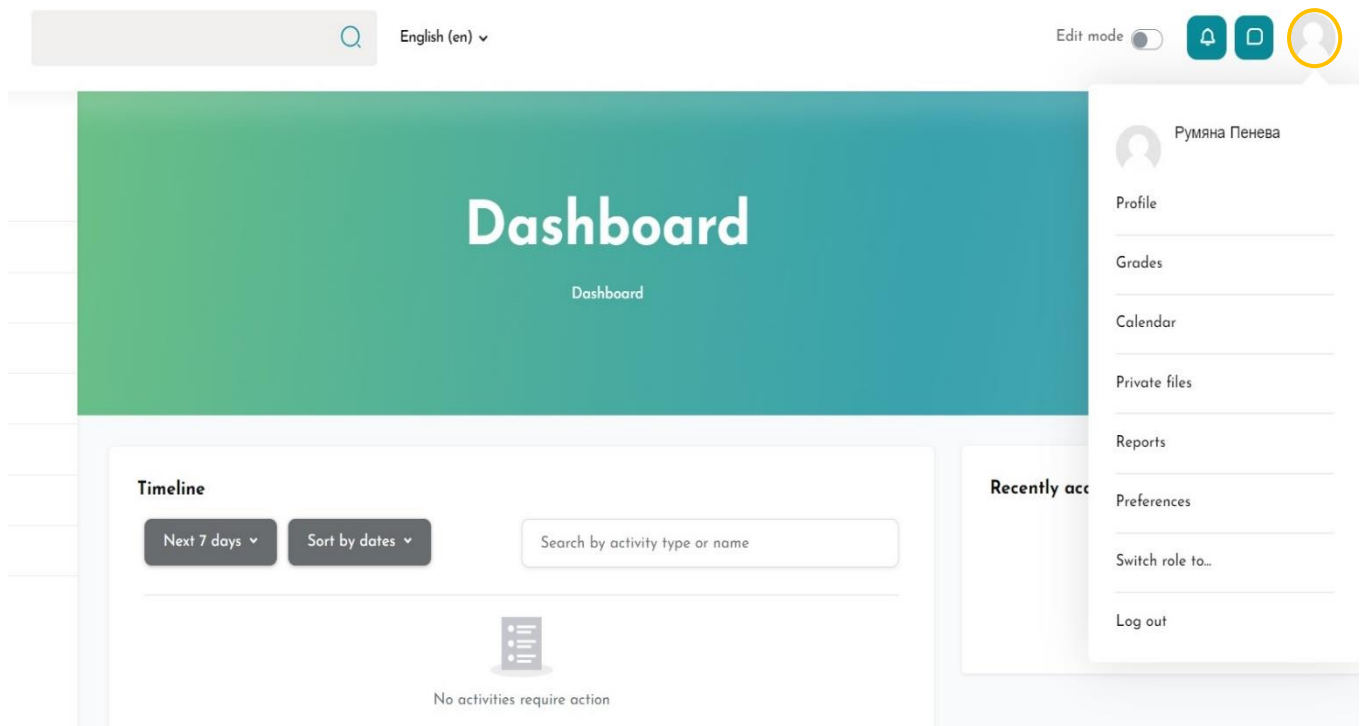 English (en)
Edit mode
Румяна Пенева
Profile
Grades
Calendar
Private files
Reports
Preferences
Switch role to...
Log out
Dashboard
Dashboard
Timeline
Next 7 days
Sort by dates
Search by activity type or name
No activities require action
Recently